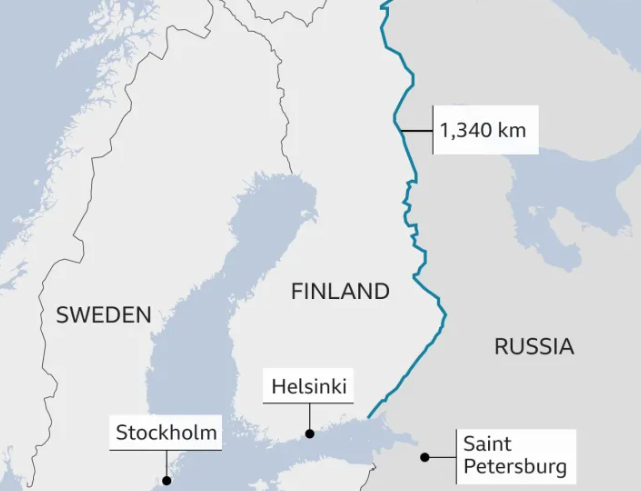 1,340 km
FINLAND
SWEDEN
RUSSIA
Helsinki
Stockholm
Saint
Petersburg